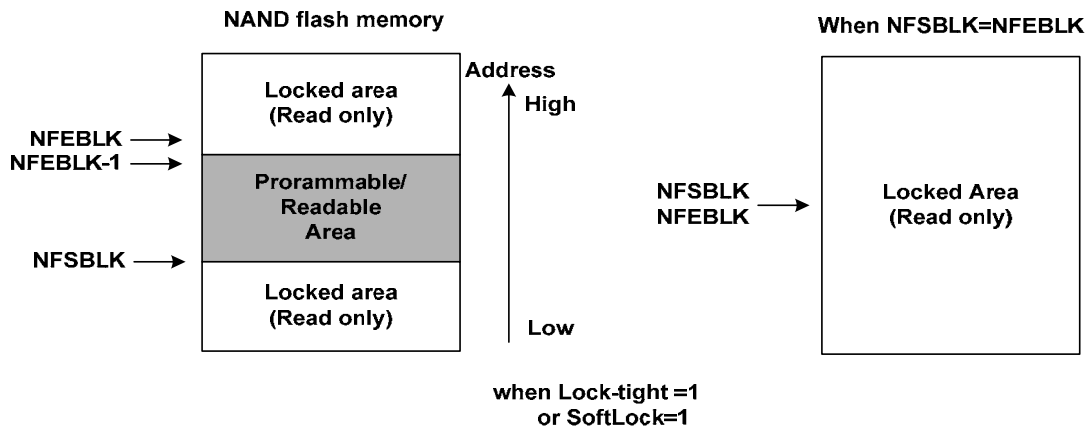 NAND flash memory
When NFSBLK=NFEBLK
Address
High
Low
Locked area
(Read only)
NFEBLK
NFEBLK-1
Prorammable/
Readable
Area
NFSBLK
Locked area
(Read only)
NFSBLK
NFEBLK
Locked Area
(Read only)
when Lock-tight =1
or SoftLock=1